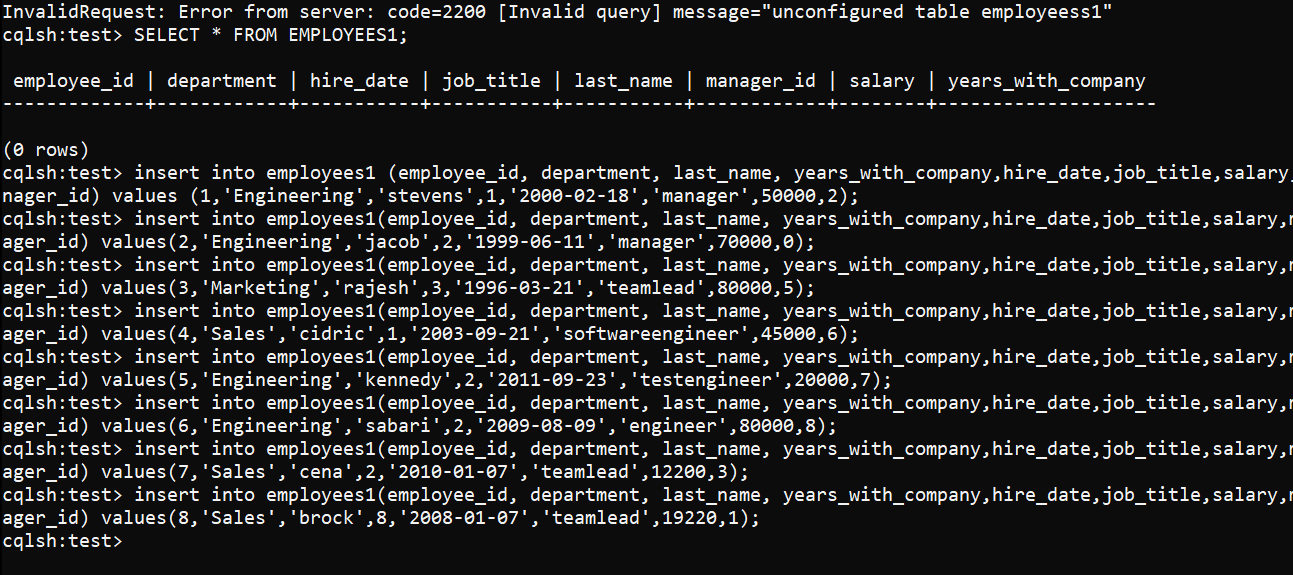 InvalidRequest: Error from server: code=2200 [Invalid query] message="unconfigured table employeess1"
cqlsh:test> SELECT * FROM EMPLOYEES1;
 employee_id | department | hire_date | job_title | last_name | manager_id | salary | years_with_company
-------------+------------+-----------+-----------+-----------+------------+--------+--------------------
(0 rows)
cqlsh:test> insert into employees1 (employee_id, department, last_name, years_with_company,hire_date,job_title,salary,
nager_id) values (1,'Engineering','stevens',1,'2000-02-18','manager',50000,2);
cqlsh:test> insert into employees1(employee_id, department, last_name, years_with_company,hire_date,job_title,salary,
ager_id) values(2,'Engineering','jacob',2,'1999-06-11','manager',70000,0);
cqlsh:test> insert into employees1(employee_id, department, last_name, years_with_company,hire_date,job_title,salary,
ager_id) values(3,'Marketing','rajesh',3,'1996-03-21','teamlead',80000,5);
cqlsh:test> insert into employees1(employee_id, department, last_name, years_with_company,hire_date,job_title,salary,
ager_id) values(4,'Sales','cidric',1,'2003-09-21','softwareengineer',45000,6);
cqlsh:test> insert into employees1(employee_id, department, last_name, years_with_company,hire_date,job_title,salary,
ager_id) values(5,'Engineering','kennedy',2,'2011-09-23','testengineer',20000,7);
cqlsh:test> insert into employees1(employee_id, department, last_name, years_with_company,hire_date,job_title,salary,
ager_id) values(6,'Engineering','sabari',2,'2009-08-09','engineer',80000,8);
cqlsh:test> insert into employees1(employee_id, department, last_name, years_with_company,hire_date,job_title,salary,
ager_id) values(7,'Sales','cena',2,'2010-01-07','teamlead',12200,3);
cqlsh:test> insert into employees1(employee_id, department, last_name, years_with_company,hire_date,job_title,salary,
ager_id) values(8,'Sales','brock',8,'2008-01-07','teamlead',19220,1);
cqlsh:test>